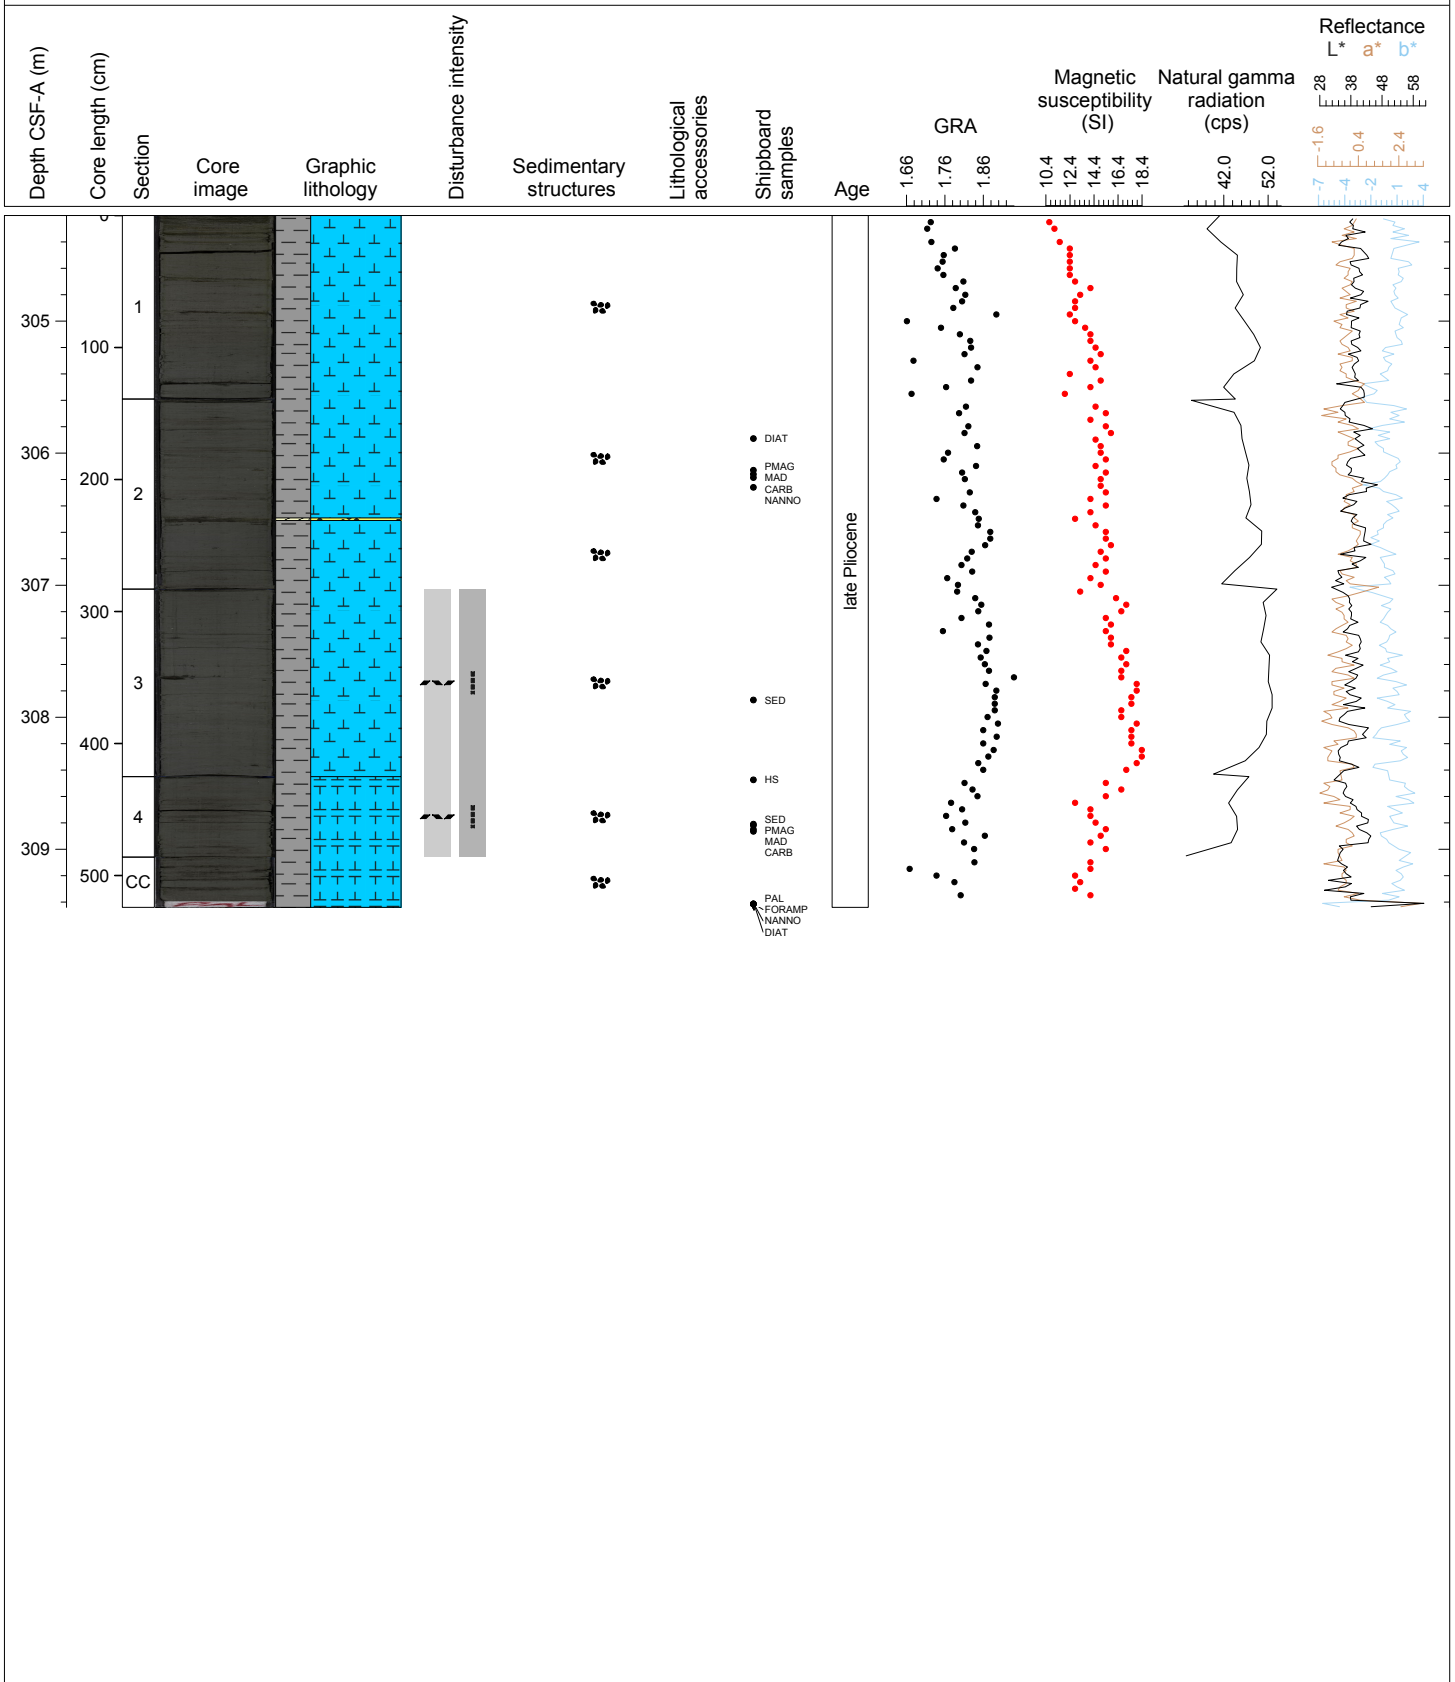 Depth CSF-A (m)
Core length (cm)
Section
Core
image
Graphic
lithology
Disturbance intensity
Sedimentary
structures
Lithological
accessories
Shipboard
samples
Age
GRA
1.66 1.76 1.86
Magnetic
susceptibility
(SI)
10.4 12.4 14.4 16.4 18.4
Natural gamma
radiation
(cps)
42.0 52.0
Reflectance
L* a* b*
28 38 48 58
-1.6 0.4 2.4
-7 -4 -2 1 4
0
305
1
100
306
2
200
307
300
3
308
400
4
309
CC
500
DIAT
PMAG
MAD
CARB
NANNO
SED
HS
SED
PMAG
MAD
CARB
PAL
FORAMP
NANNO
DIAT
late Pliocene